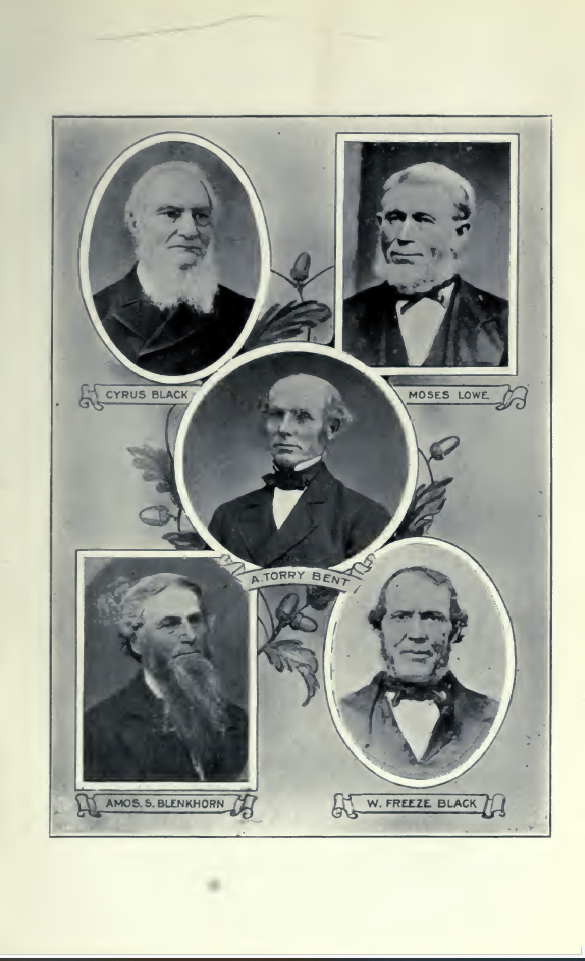 CYRUS BLACK
MOSES LOWE
A. TORRY BENT
AMOS. S. BLENKHORN
W. FREEZE BLACK